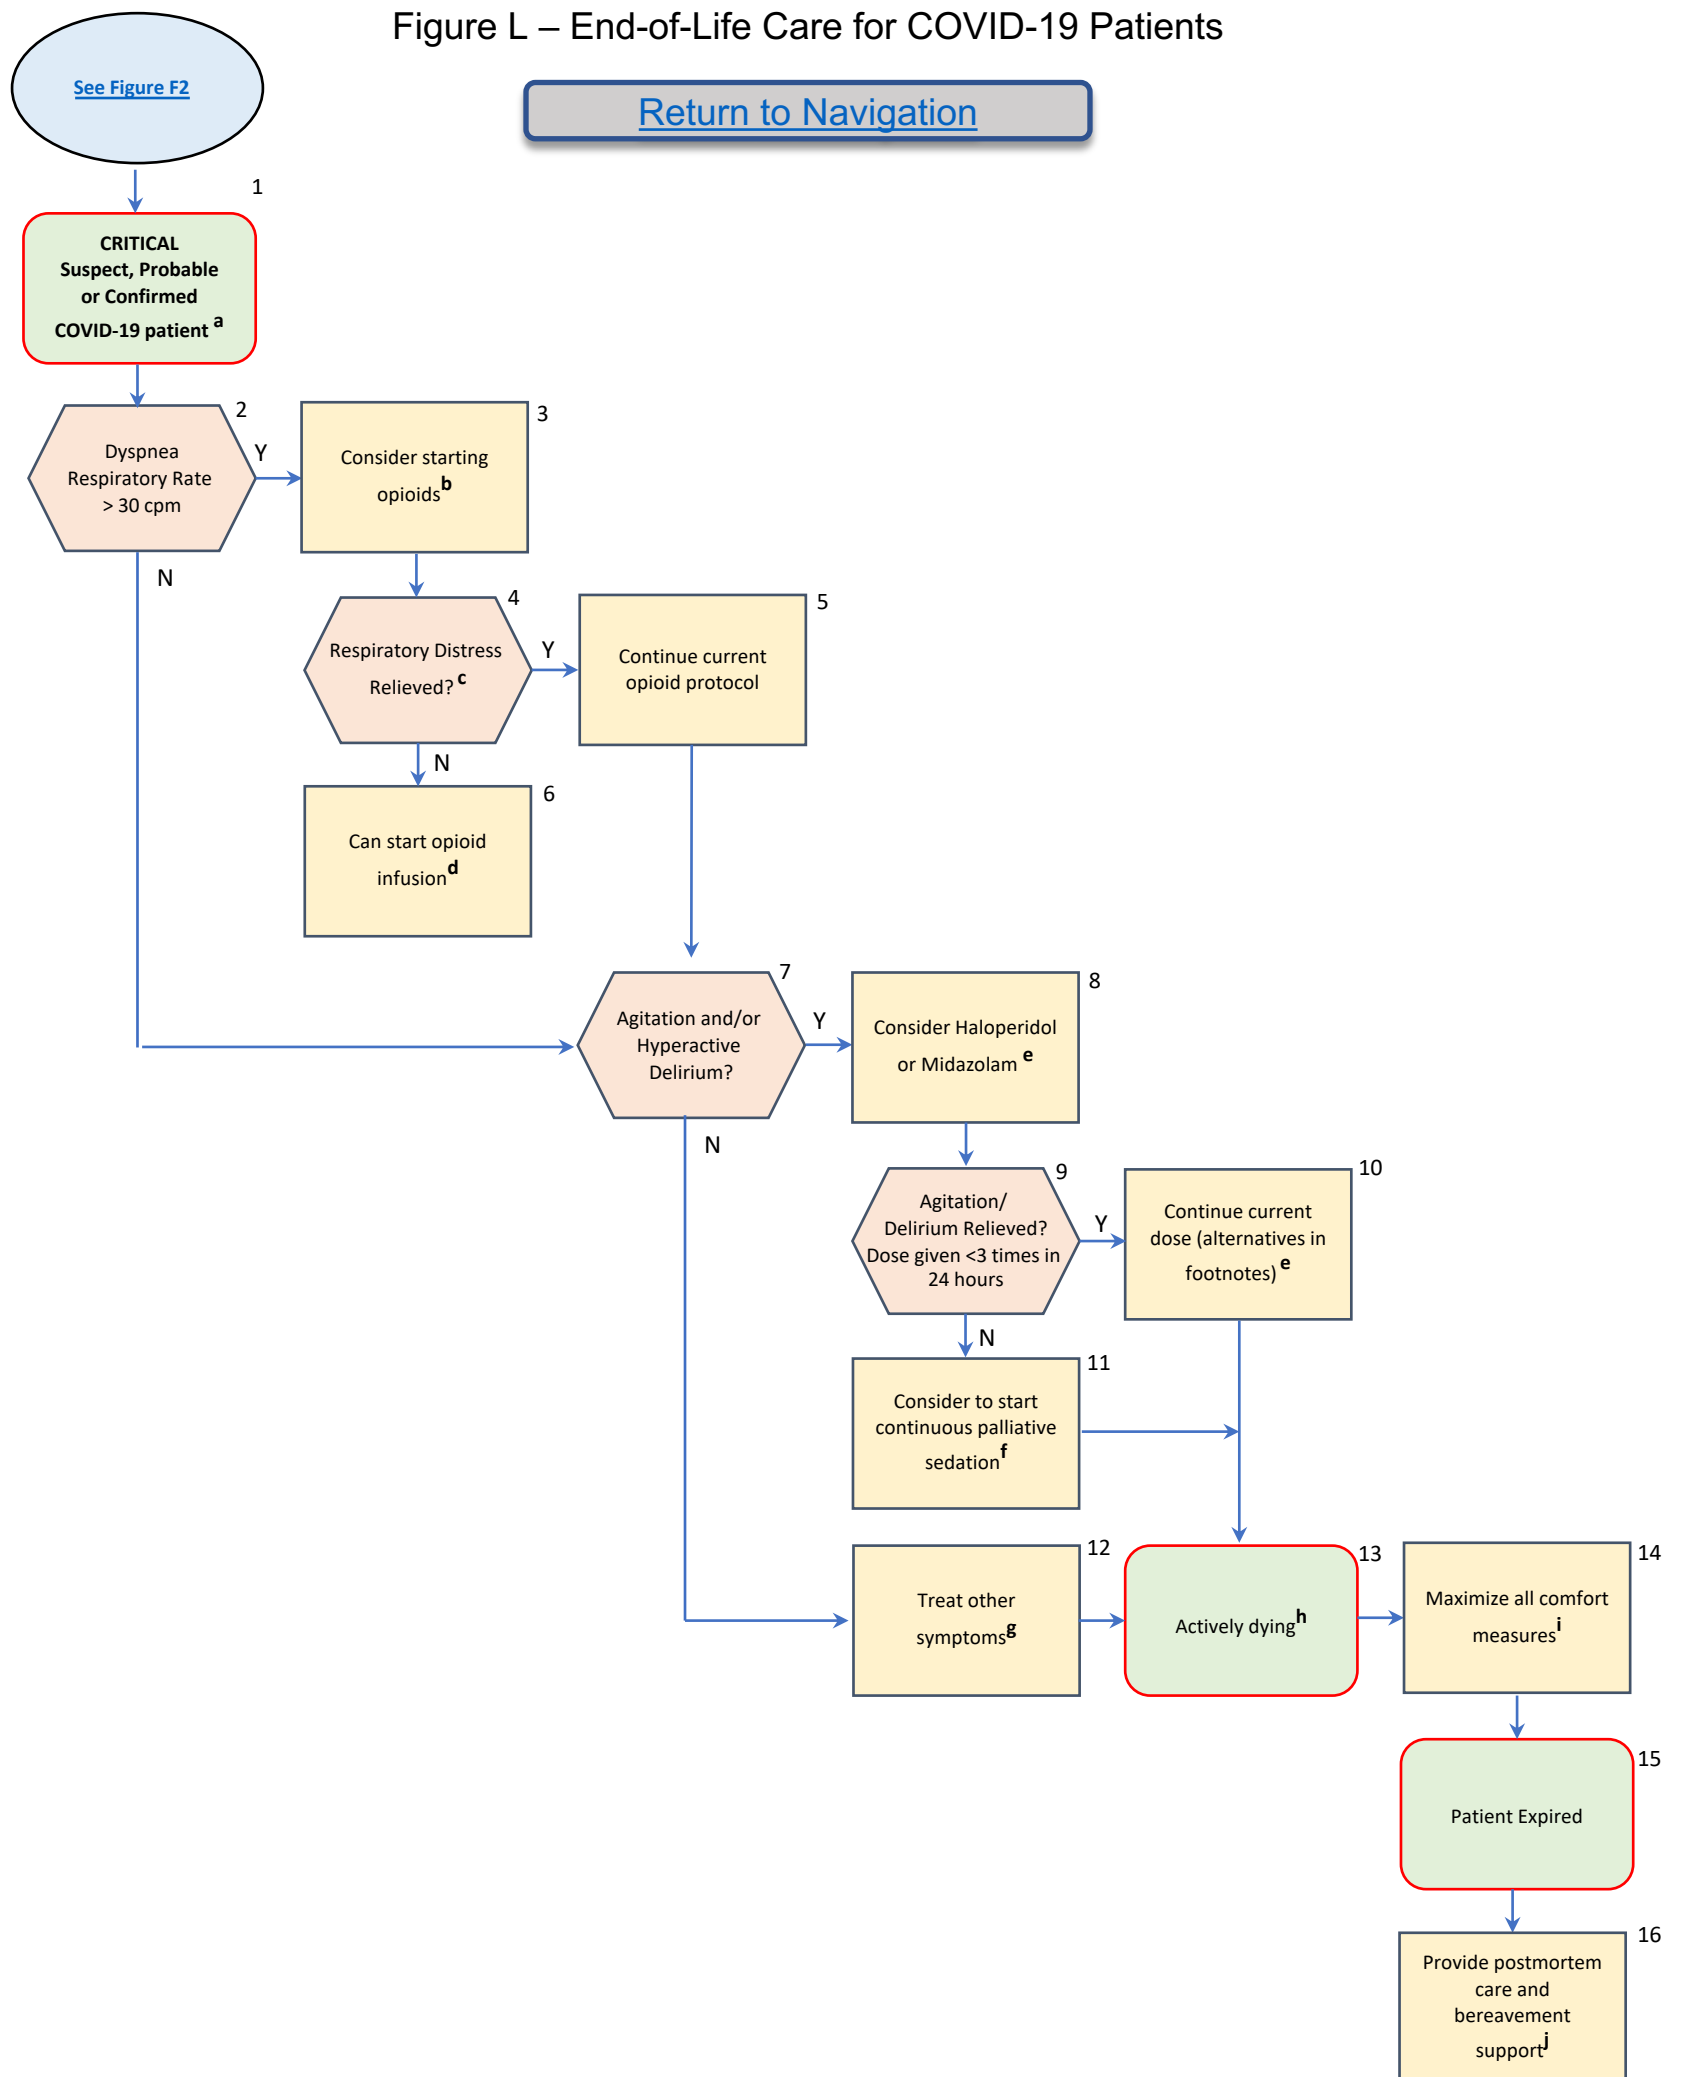 Figure L – End-of-Life Care for COVID-19 Patients
See Figure F2
Return to Navigation
1
CRITICAL
Suspect, Probable
or Confirmed
COVID-19 patient a
2
Dyspnea
Respiratory Rate
> 30 cpm
Y
N
3
Consider starting
opioids b
4
Respiratory Distress
Relieved? c
Y
N
5
Continue current
opioid protocol
6
Can start opioid
infusion d
7
Agitation and/or
Hyperactive
Delirium?
Y
N
8
Consider Haloperidol
or Midazolam e
9
Agitation/
Delirium Relieved?
Dose given <3 times in
24 hours
Y
N
10
Continue current
dose (alternatives in
footnotes) e
11
Consider to start
continuous palliative
sedation f
12
Treat other
symptoms g
13
Actively dying h
14
Maximize all comfort
measures i
15
Patient Expired
16
Provide postmortem
care and
bereavement
support j